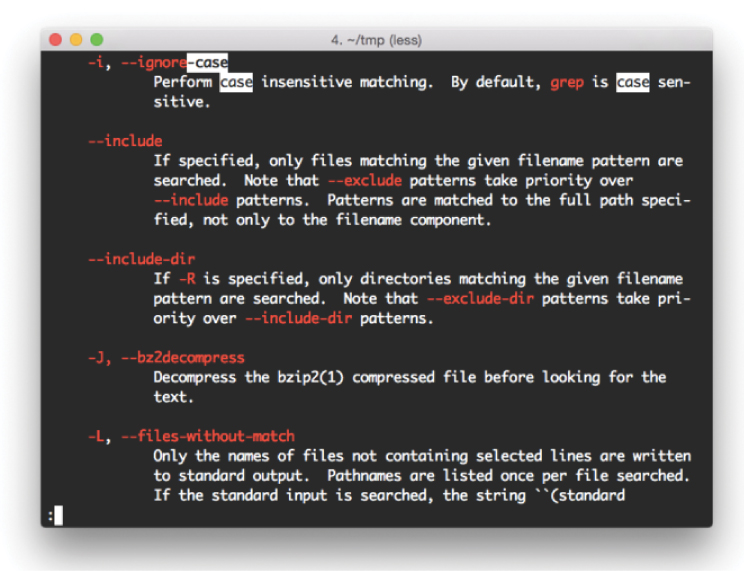 4. ~/tmp (less)
-i, --ignore-case
Perform case insensitive matching. By default, grep is case sen-
sitive.
--include
If specified, only files matching the given filename pattern are
searched. Note that --exclude patterns take priority over
--include patterns. Patterns are matched to the full path speci-
fied, not only to the filename component.
--include-dir
If -R is specified, only directories matching the given filename
pattern are searched. Note that --exclude-dir patterns take pri-
ority over --include-dir patterns.
-J, --bz2decompress
Decompress the bzip2(1) compressed file before looking for the
text.
-L, --files-without-match
Only the names of files not containing selected lines are written
to standard output. Pathnames are listed once per file searched.
If the standard input is searched, the string ``(standard
: